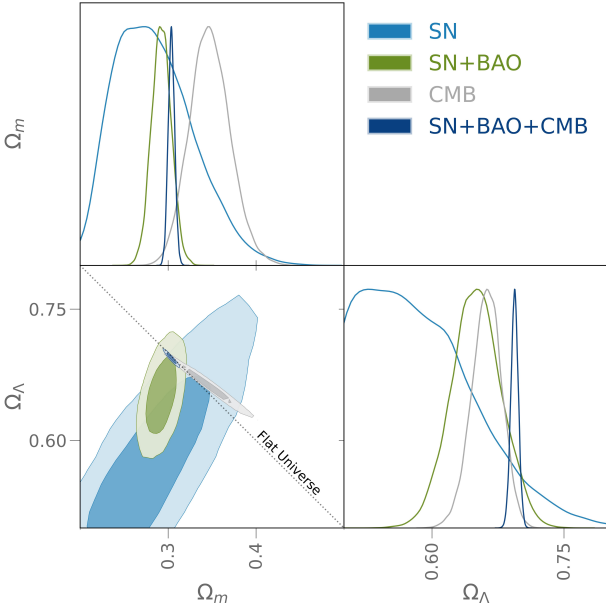 SN
SN+BAO
CMB
SN+BAO+CMB
Ωm
0.75
0.60
ΩΛ
Flat Universe
0.3
0.4
Ωm
0.60
0.75
ΩΛ